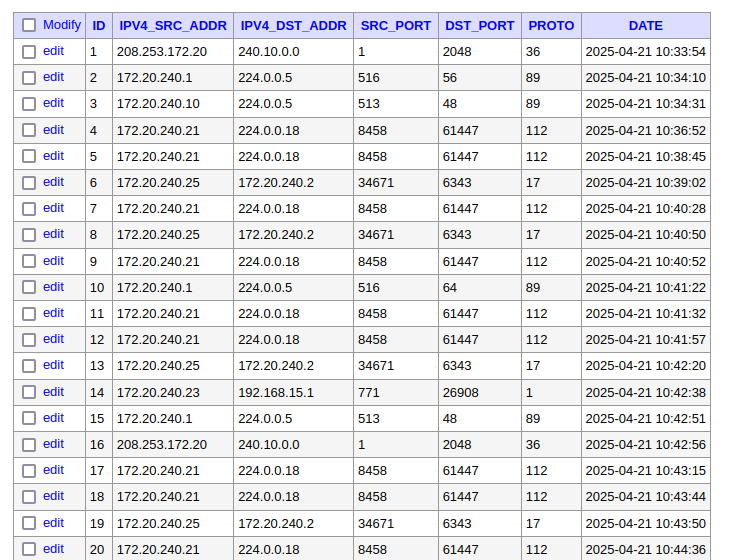 Modify ID IPV4_SRC_ADDR IPV4_DST_ADDR SRC_PORT DST_PORT PROTO DATE
edit 1 208.253.172.20 240.10.0.0 1 2048 36 2025-04-21 10:33:54
edit 2 172.20.240.1 224.0.0.5 516 56 89 2025-04-21 10:34:10
edit 3 172.20.240.10 224.0.0.5 513 48 89 2025-04-21 10:34:31
edit 4 172.20.240.21 224.0.0.18 8458 61447 112 2025-04-21 10:36:52
edit 5 172.20.240.21 224.0.0.18 8458 61447 112 2025-04-21 10:38:45
edit 6 172.20.240.25 172.20.240.2 34671 6343 17 2025-04-21 10:39:02
edit 7 172.20.240.21 224.0.0.18 8458 61447 112 2025-04-21 10:40:28
edit 8 172.20.240.25 172.20.240.2 34671 6343 17 2025-04-21 10:40:50
edit 9 172.20.240.21 224.0.0.18 8458 61447 112 2025-04-21 10:40:52
edit 10 172.20.240.1 224.0.0.5 516 64 89 2025-04-21 10:41:22
edit 11 172.20.240.21 224.0.0.18 8458 61447 112 2025-04-21 10:41:32
edit 12 172.20.240.21 224.0.0.18 8458 61447 112 2025-04-21 10:41:57
edit 13 172.20.240.25 172.20.240.2 34671 6343 17 2025-04-21 10:42:20
edit 14 172.20.240.23 192.168.15.1 771 26908 1 2025-04-21 10:42:38
edit 15 172.20.240.1 224.0.0.5 513 48 89 2025-04-21 10:42:51
edit 16 208.253.172.20 240.10.0.0 1 2048 36 2025-04-21 10:42:56
edit 17 172.20.240.21 224.0.0.18 8458 61447 112 2025-04-21 10:43:15
edit 18 172.20.240.21 224.0.0.18 8458 61447 112 2025-04-21 10:43:44
edit 19 172.20.240.25 172.20.240.2 34671 6343 17 2025-04-21 10:43:50
edit 20 172.20.240.21 224.0.0.18 8458 61447 112 2025-04-21 10:44:36